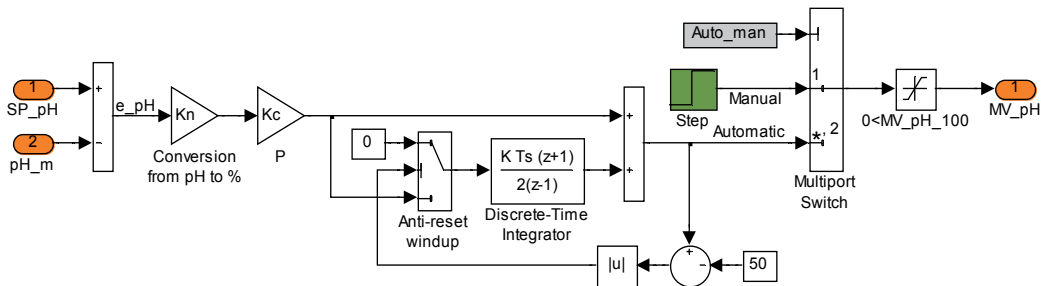 1
SP_pH
2
pH_m
+
−
e_pH
Kn
Conversion
from pH to %
Kc
P
0
Anti-reset
windup
K Ts (z+1)
2(z-1)
Discrete-Time
Integrator
+
+
|u|
+
−
50
Auto_man
Step
Manual
Automatic
1
*, 2
Multiport
Switch
0<MV_pH_100
1
MV_pH